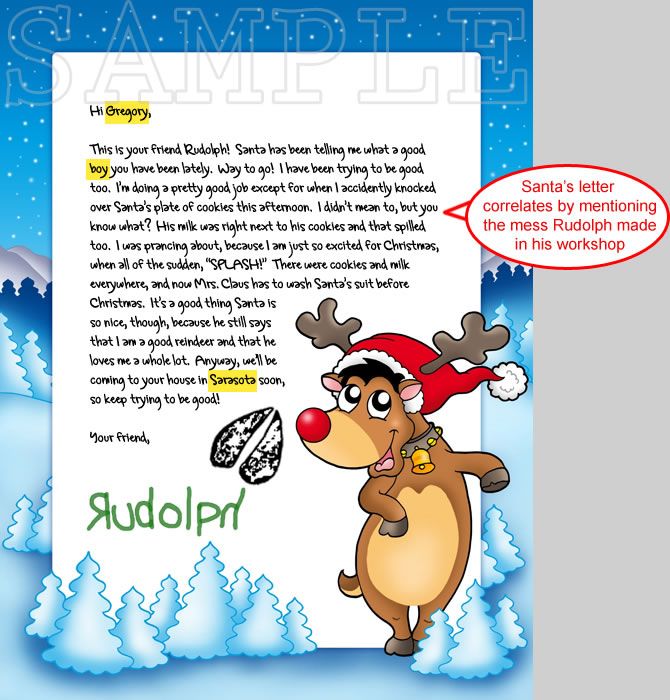 SAMPLE
Hi Gregory,
This is your friend Rudolph! Santa has been telling me what a good
boy you have been lately. Way to go! I have been trying to be good
too. I'm doing a pretty good job except for when I accidently knocked
over Santa's plate of cookies this afternoon. I didn't mean to, but you
know what? His milk was right next to his cookies and that spilled
too. I was prancing about, because I am just so excited for Christmas,
when all of the sudden, "SPLASH!" There were cookies and milk
everywhere, and now Mrs. Claus has to wash Santa's suit before
Christmas. It's a good thing Santa is
so nice, though, because he still says
that I am a good reindeer and that he
loves me a whole lot. Anyway, we'll be
coming to your house in Sarasota soon,
so keep trying to be good!
Your friend,
Rudolph
Santa's letter
correlates by mentioning
the mess Rudolph made
in his workshop